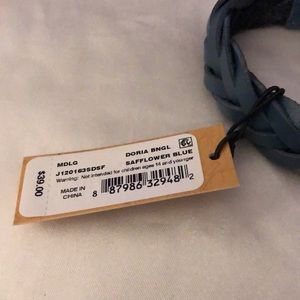 MDLG DORIA BNGL
J1201635DSF SAFFLOWER BLUE
Warning: Not intended for children ages 14 and younger
MADE IN
CHINA
8 87986 32948 2
$39.00